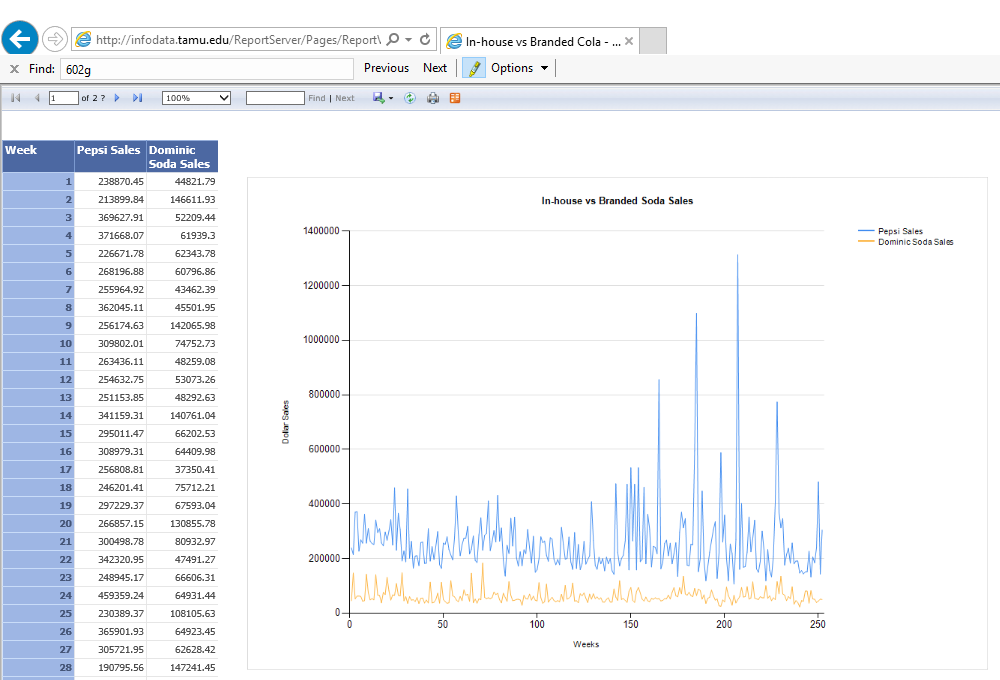 http://infodata.tamu.edu/ReportServer/Pages/Report\
In-house vs Branded Cola - ...
x Find: 602g Previous Next Options
1 of 2 ? 100% Find | Next
Week Pepsi Sales Dominic
Soda Sales
1 238870.45 44821.79
2 213899.84 146611.93
3 369627.91 52209.44
4 371668.07 61939.3
5 226671.78 62343.78
6 268196.88 60796.86
7 255964.92 43462.39
8 362045.11 45501.95
9 256174.63 142065.98
10 309802.01 74752.73
11 263436.11 48259.08
12 254632.75 53073.26
13 251153.85 48292.63
14 341159.31 140761.04
15 295011.47 66202.53
16 308979.31 64409.98
17 256808.81 37350.41
18 246201.41 75712.21
19 297229.37 67593.04
20 266857.15 130855.78
21 300498.78 80932.97
22 342320.95 47491.27
23 248945.17 66606.31
24 459359.24 64931.44
25 230389.37 108105.63
26 365901.93 64923.45
27 305721.95 62628.42
28 190795.56 147241.45
In-house vs Branded Soda Sales
Pepsi Sales
Dominic Soda Sales
Dollar Sales
1400000
1200000
1000000
800000
600000
400000
200000
0
0 50 100 150 200 250
Weeks